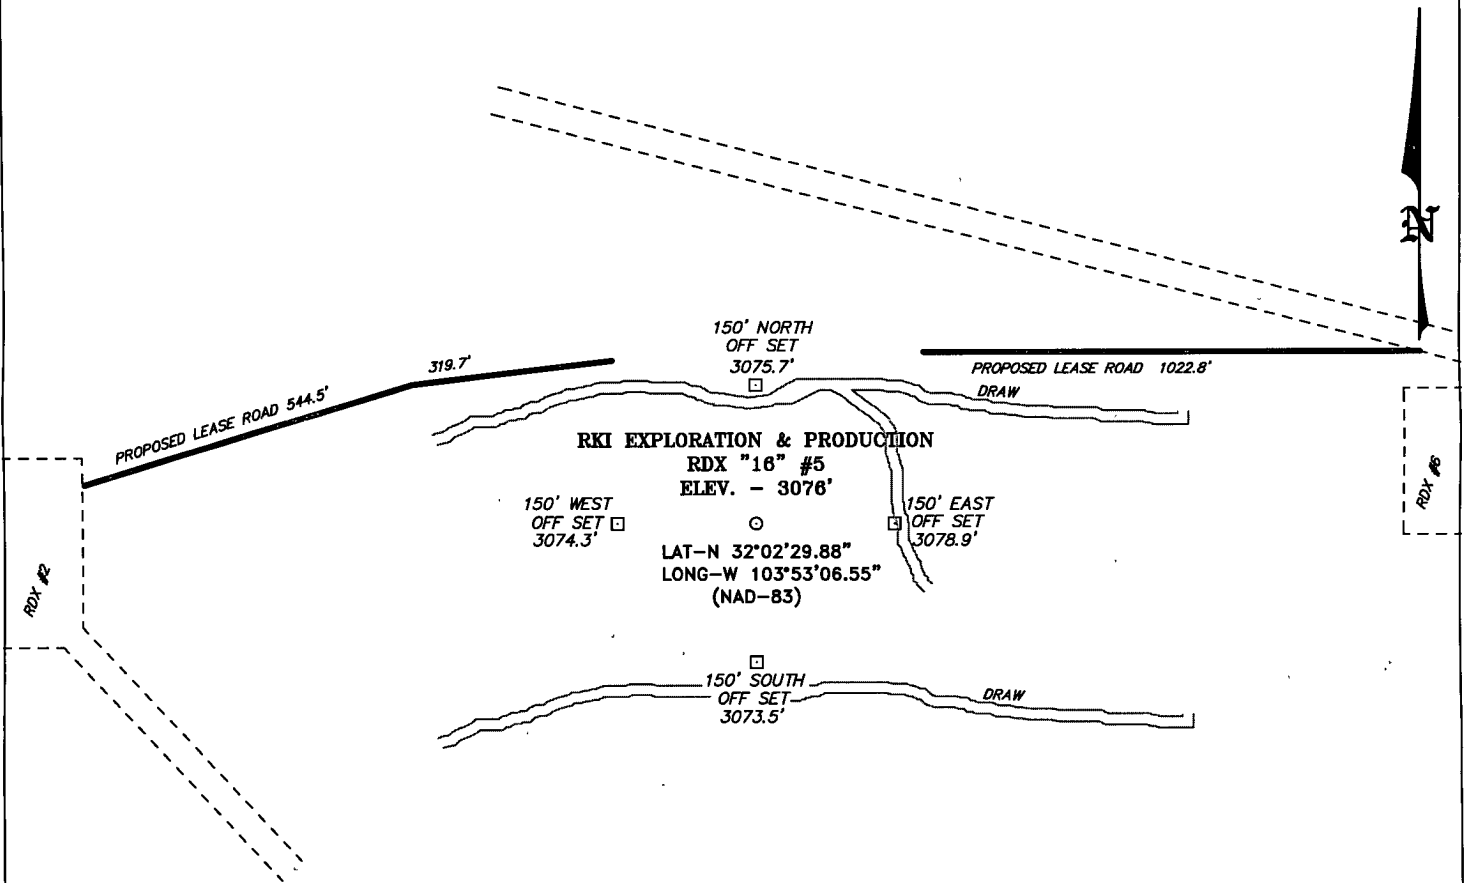 N
150' NORTH
OFF SET
3075.7'
319.7'
PROPOSED LEASE ROAD 544.5'
PROPOSED LEASE ROAD 1022.8'
DRAW
RKI EXPLORATION & PRODUCTION
RDX "16" #5
ELEV. - 3076'
150' WEST
OFF SET
3074.3'
150' EAST
OFF SET
3078.9'
LAT-N 32°02'29.88"
LONG-W 103°53'06.55"
(NAD-83)
RDX #6
RDX #2
150' SOUTH
OFF SET
3073.5'
DRAW